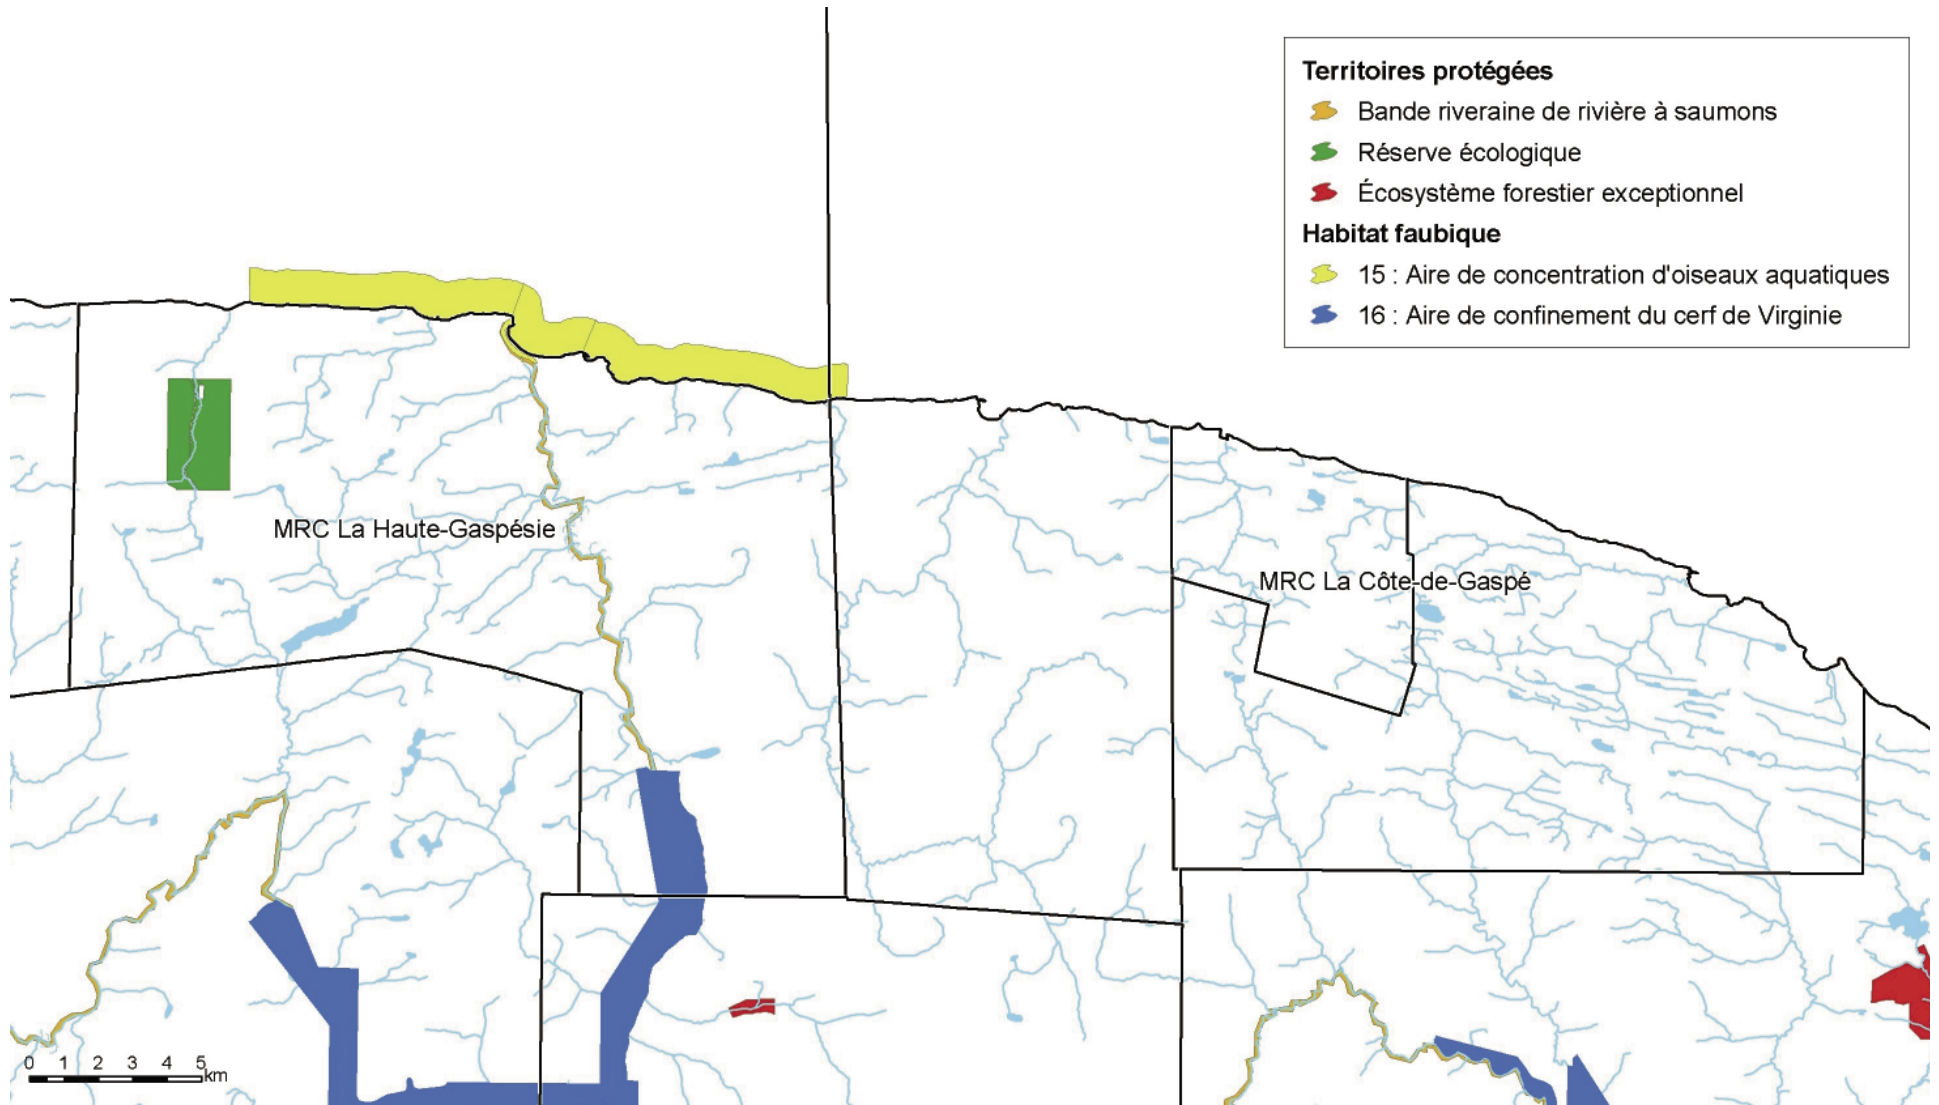 Territoires protégées
Bande riveraine de rivière à saumons
Réserve écologique
Écosystème forestier exceptionnel
Habitat faubique
15 : Aire de concentration d'oiseaux aquatiques
16 : Aire de confinement du cerf de Virginie
MRC La Haute-Gaspésie
MRC La Côte-de-Gaspé
0 1 2 3 4 5
km